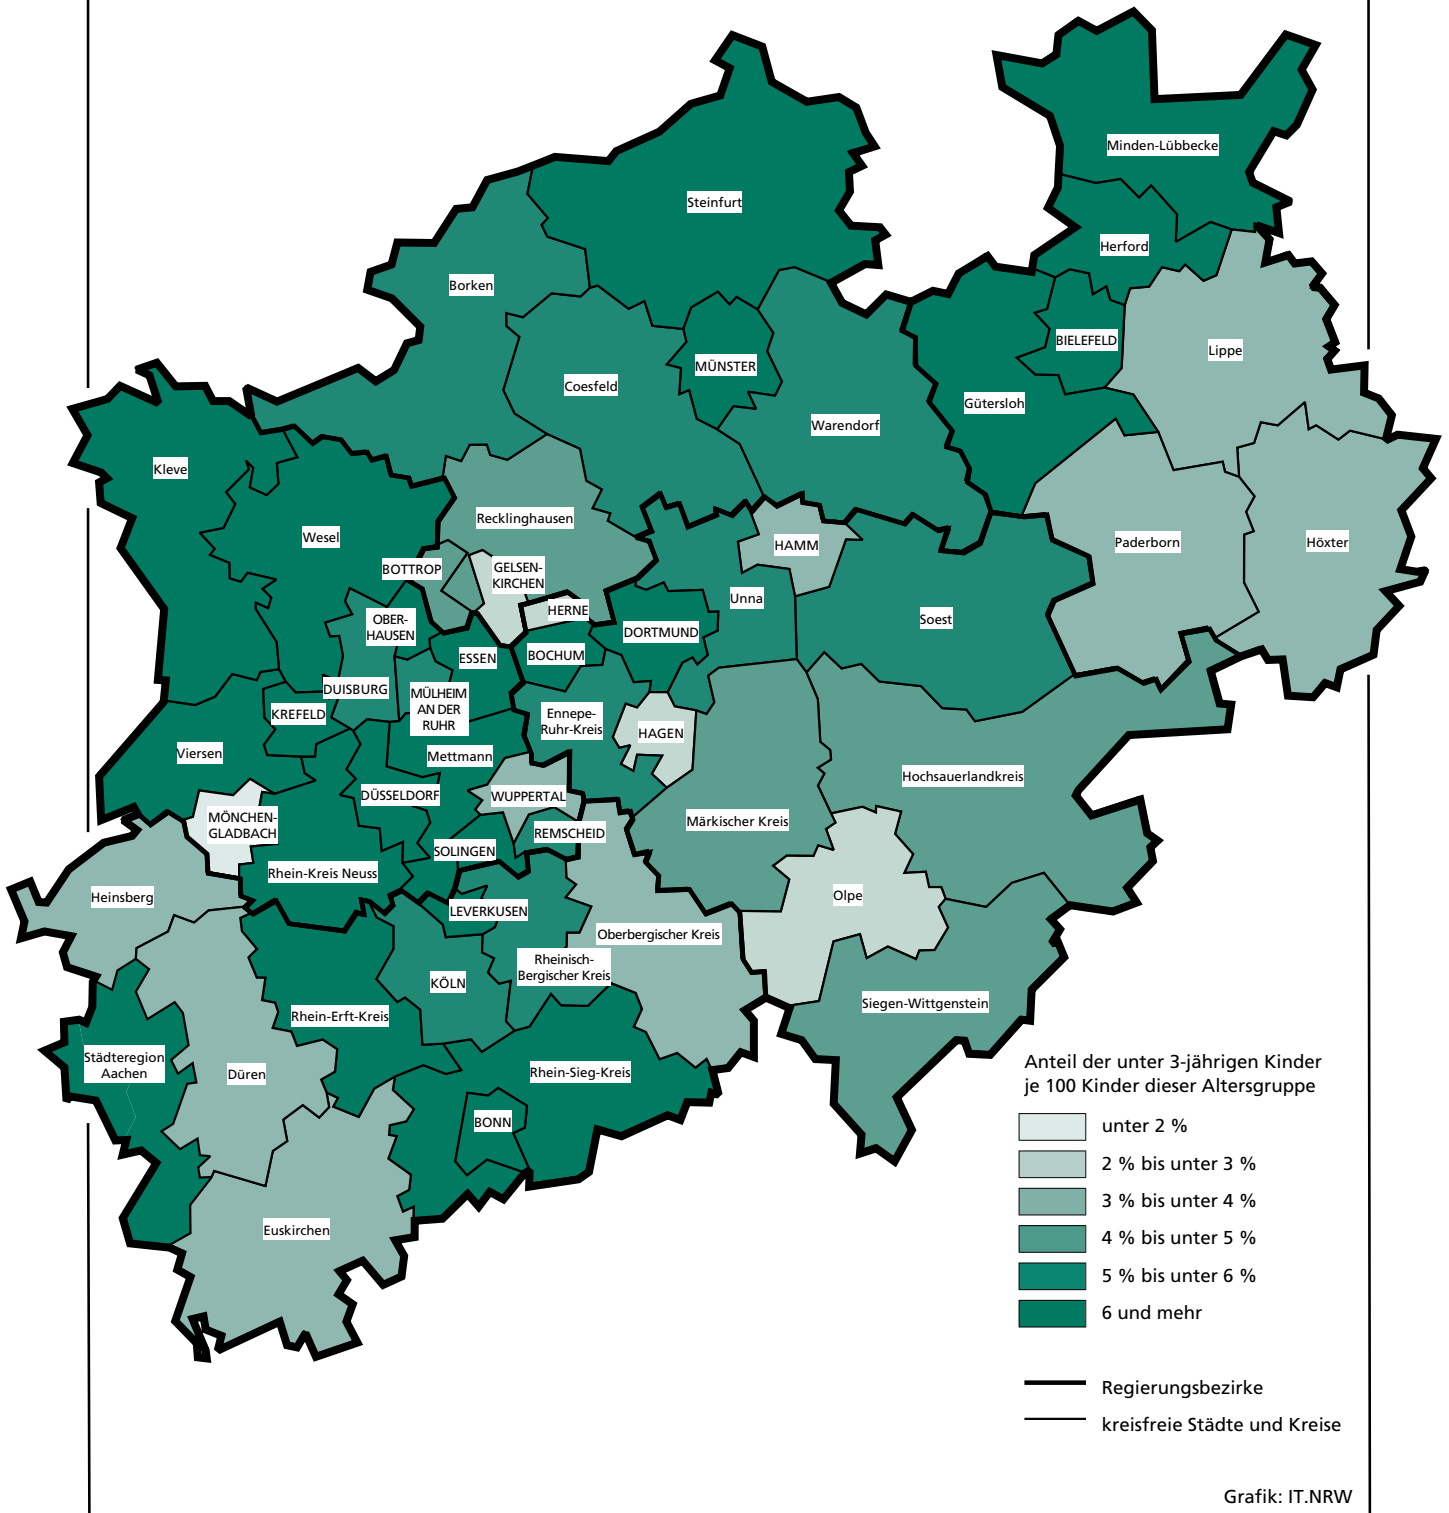 Minden-Lübbecke
Steinfurt
Herford
Borken
BIELEFELD
Lippe
MÜNSTER
Coesfeld
Gütersloh
Warendorf
Kleve
Recklinghausen
Wesel
HAMM
Paderborn
Höxter
BOTTROP
GELSEN-
KIRCHEN
Unna
HERNE
Soest
OBER-
HAUSEN
DORTMUND
ESSEN
BOCHUM
DUISBURG
MÜLHEIM
AN DER
RUHR
KREFELD
Ennepe-
Ruhr-Kreis
HAGEN
Viersen
Mettmann
Hochsauerlandkreis
DÜSSELDORF
WUPPERTAL
MÖNCHEN-
GLADBACH
Märkischer Kreis
REMSCHEID
SOLINGEN
Rhein-Kreis Neuss
Heinsberg
Olpe
LEVERKUSEN
Oberbergischer Kreis
Rheinisch-
Bergischer Kreis
KÖLN
Siegen-Wittgenstein
Rhein-Erft-Kreis
Städteregion
Aachen
Düren
Rhein-Sieg-Kreis
BONN
Euskirchen
Anteil der unter 3-jährigen Kinder
je 100 Kinder dieser Altersgruppe
unter 2 %
2 % bis unter 3 %
3 % bis unter 4 %
4 % bis unter 5 %
5 % bis unter 6 %
6 und mehr
Regierungsbezirke
kreisfreie Städte und Kreise
Grafik: IT.NRW